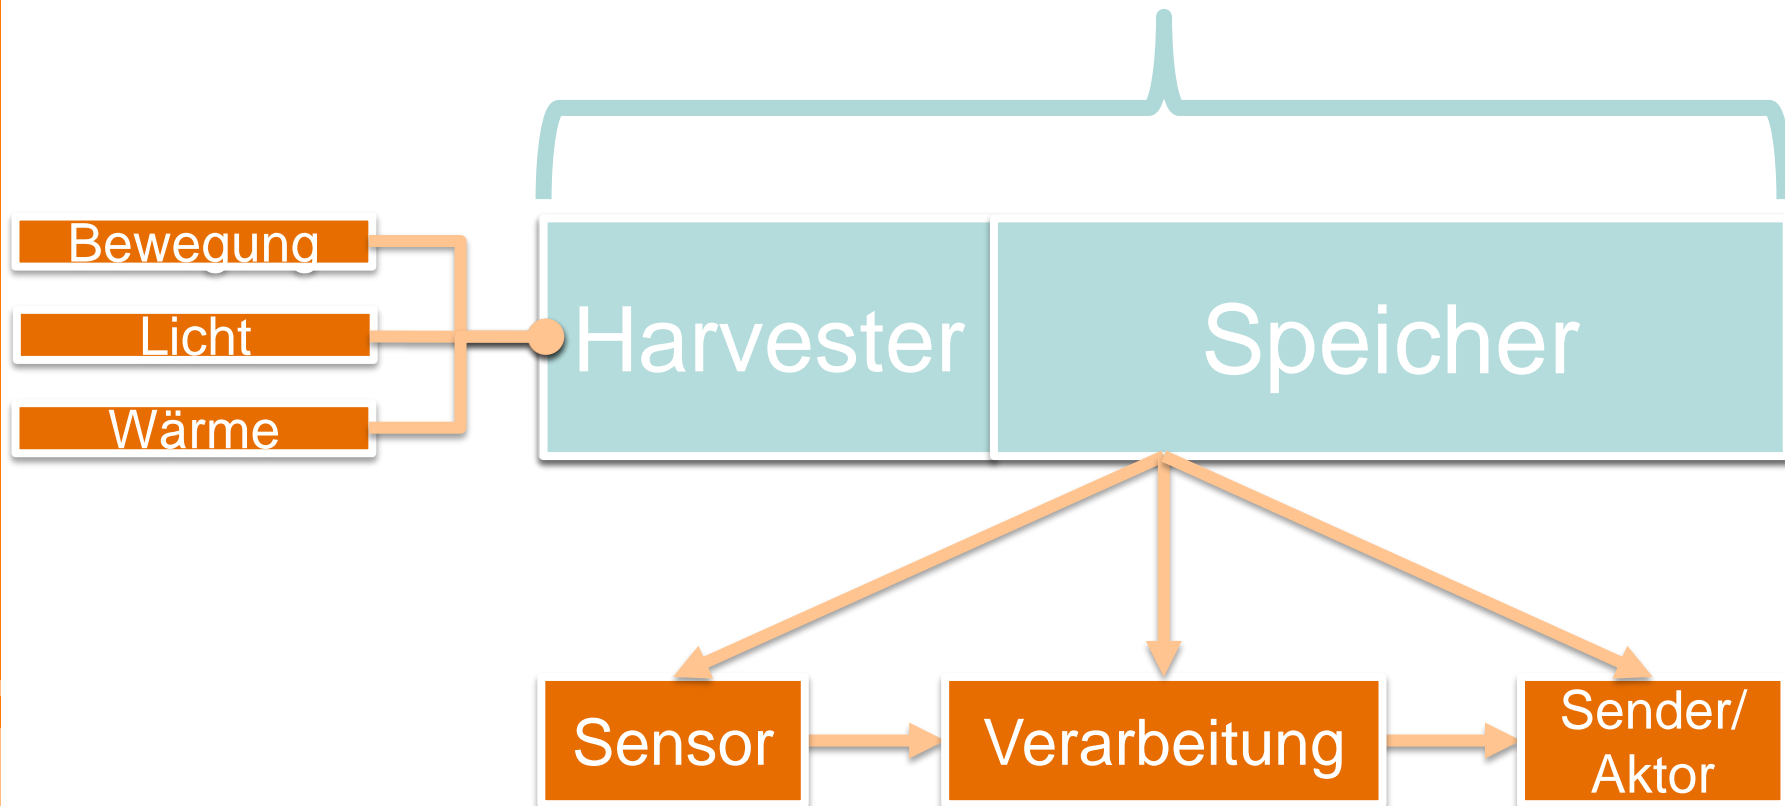 Bewegung
Licht
Wärme
Harvester
Speicher
Sensor
Verarbeitung
Sender/
Aktor